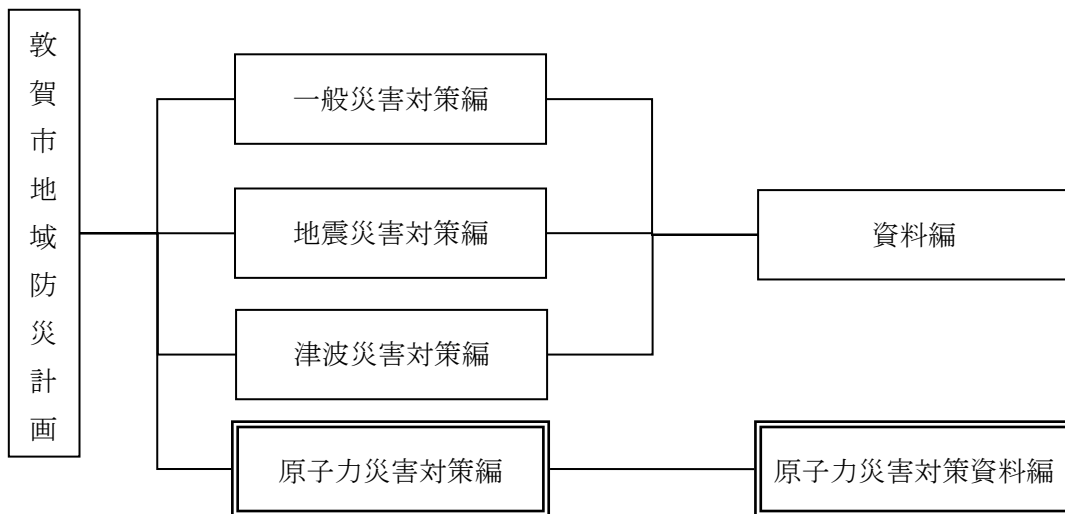 敦賀市地域防災計画
一般災害対策編
地震災害対策編
津波災害対策編
原子力災害対策編
資料編
原子力災害対策資料編